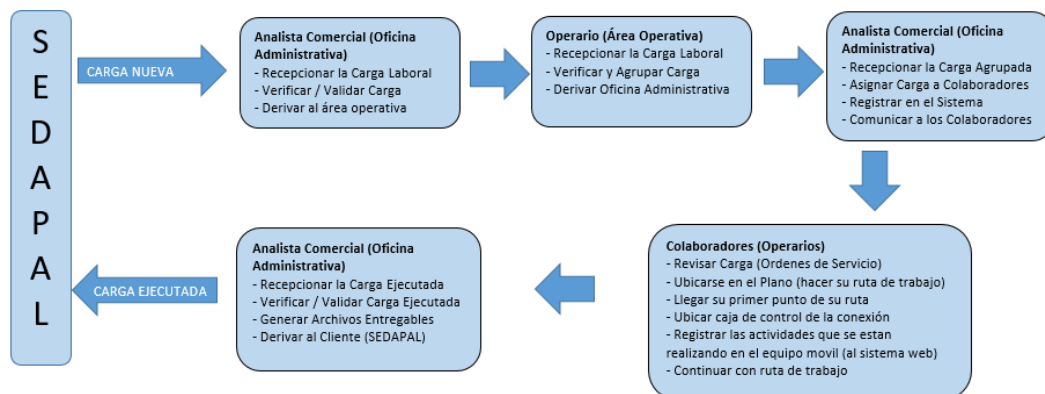 SEDAPAL
CARGA NUEVA
Analista Comercial (Oficina
Administrativa)
- Recepcionar la Carga Laboral
- Verificar / Validar Carga
- Derivar al área operativa
Operario (Área Operativa)
- Recepcionar la Carga Laboral
- Verificar y Agrupar Carga
- Derivar Oficina Administrativa
Analista Comercial (Oficina
Administrativa)
- Recepcionar la Carga Agrupada
- Asignar Carga a Colaboradores
- Registrar en el Sistema
- Comunicar a los Colaboradores
Colaboradores (Operarios)
- Revisar Carga (Ordenes de Servicio)
- Ubicarse en el Plano (hacer su ruta de trabajo)
- Llegar su primer punto de su ruta
- Ubicar caja de control de la conexión
- Registrar las actividades que se estan
realizando en el equipo movil (al sistema web)
- Continuar con ruta de trabajo
Analista Comercial (Oficina
Administrativa)
- Recepcionar la Carga Ejecutada
- Verificar / Validar Carga Ejecutada
- Generar Archivos Entregables
- Derivar al Cliente (SEDAPAL)
CARGA EJECUTADA